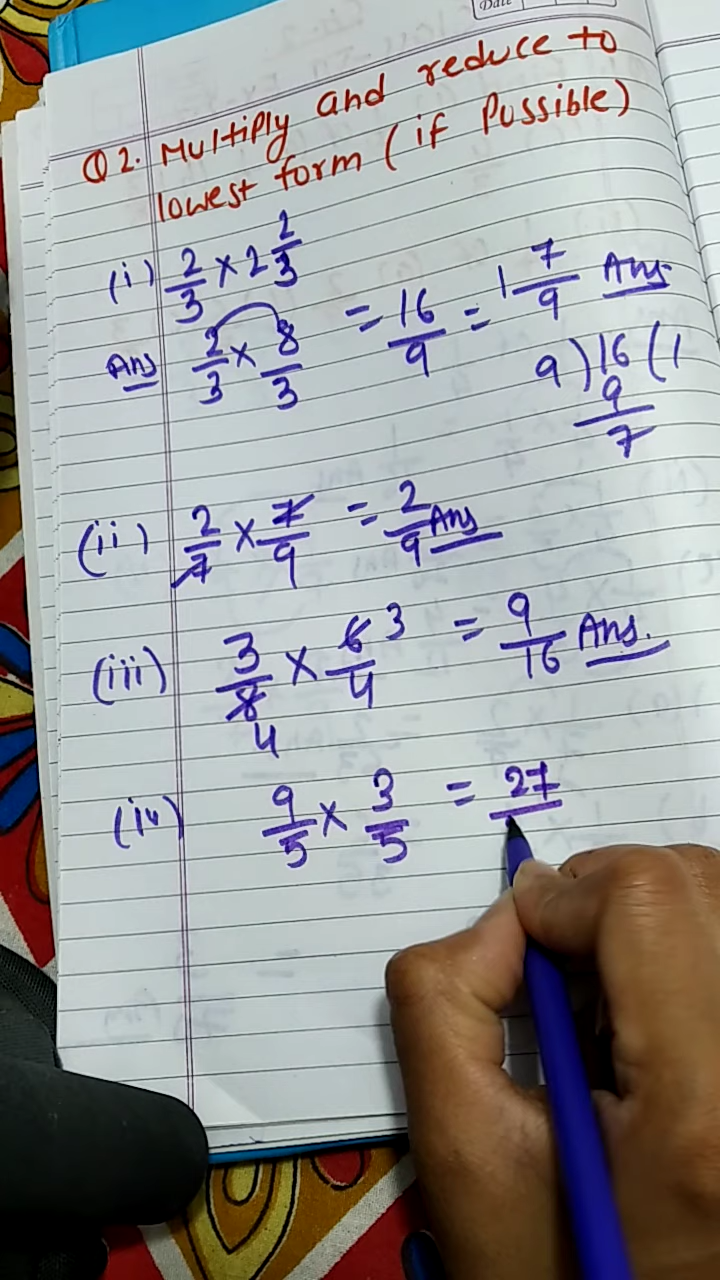 Date
Q2. Multiply and reduce to
lowest form (if Pussible)
(i) 2/3 × 2 2/3
Ans 2/3 × 8/3 = 16/9 = 1 7/9 Ans
9)16(1
9
7
(ii) 2/7 × 7/9 = 2/9 Ans
(iii) 3/8 × 6/4 3 = 9/16 Ans.
4
(iv) 9/5 × 3/5 = 27